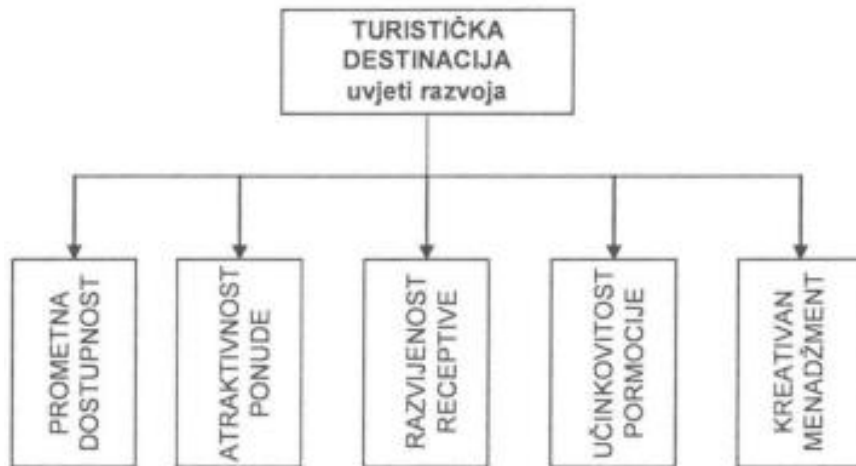 TURISTIČKA
DESTINACIJA
uvjeti razvoja
PROMETNA
DOSTUPNOST
ATRAKTIVNOST
PONUDE
RAZVIJENOST
RECEPTIVE
UČINKOVITOST
PORMOCIJE
KREATIVAN
MENADŽMENT